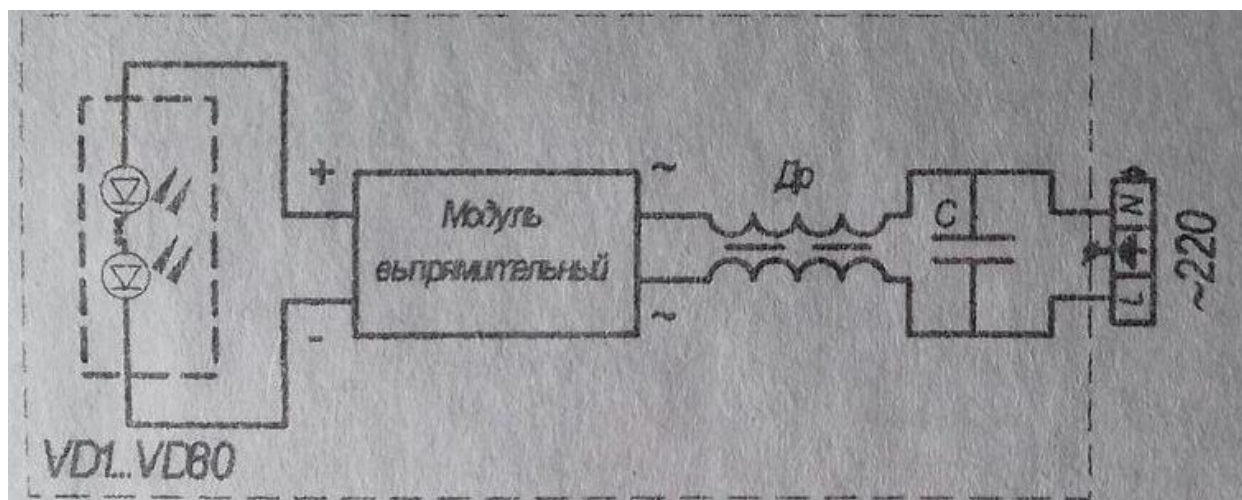 +
~
Др
Модуль
выпрямительный
C
N
L
~220
-
~
VD1...VD80